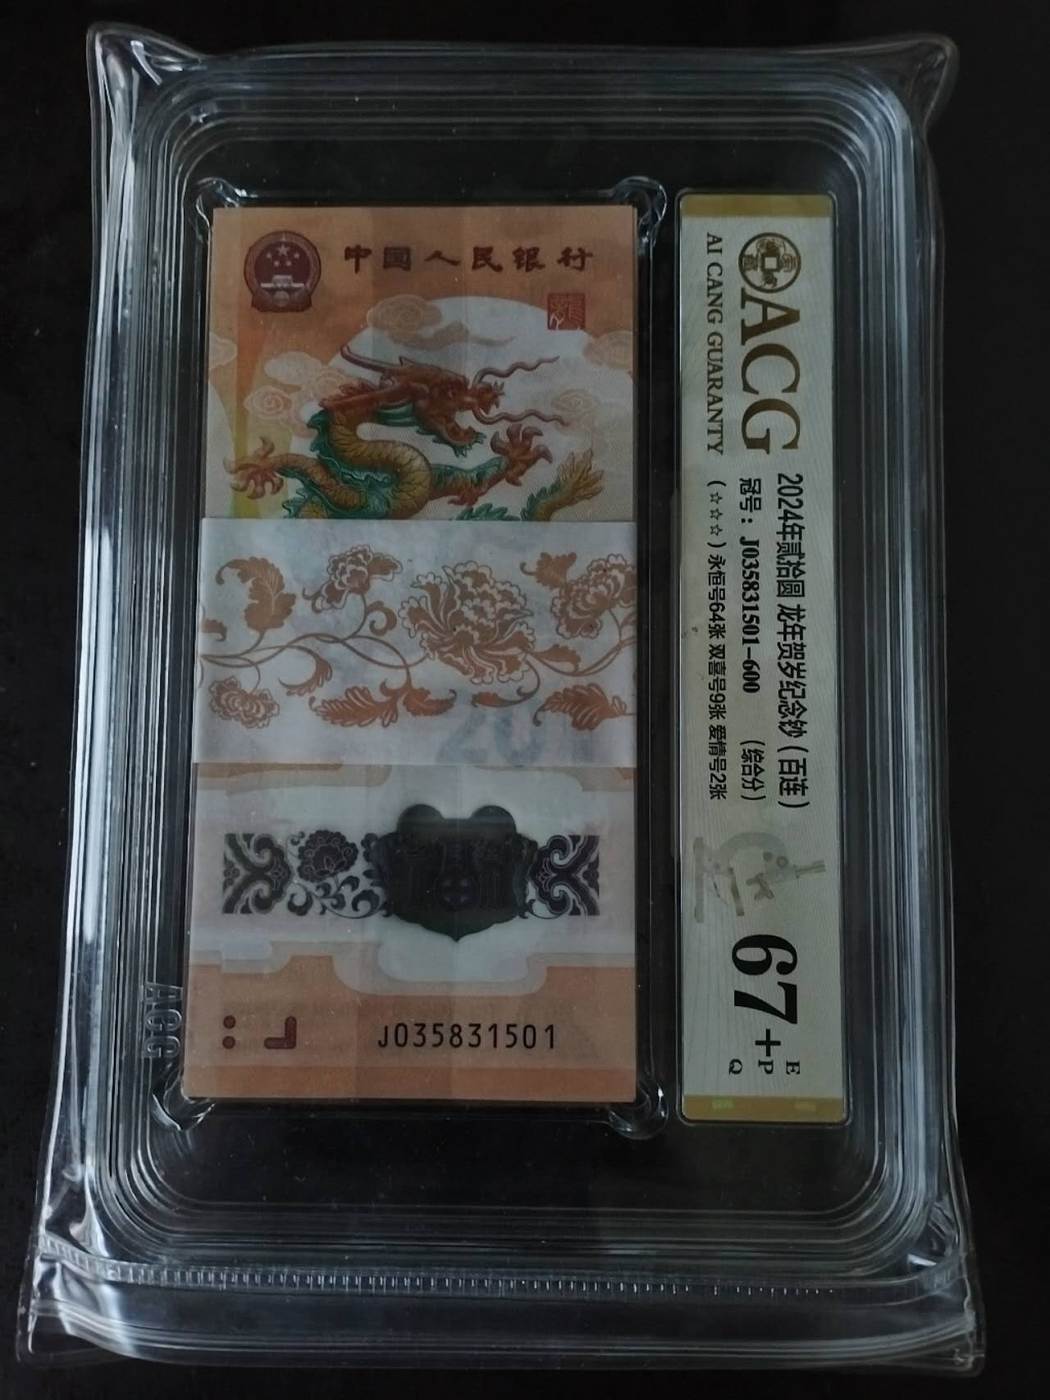 中国人民银行
J035831501
ACG
AI CANG GUARANTY
2024年贰拾圆 龙年贺岁纪念钞（百连）
冠号：J035831501-600 （综合分）
（☆☆☆）永恒号64张 双喜号9张 爱情号2张
67+
E
P
Q
ACG